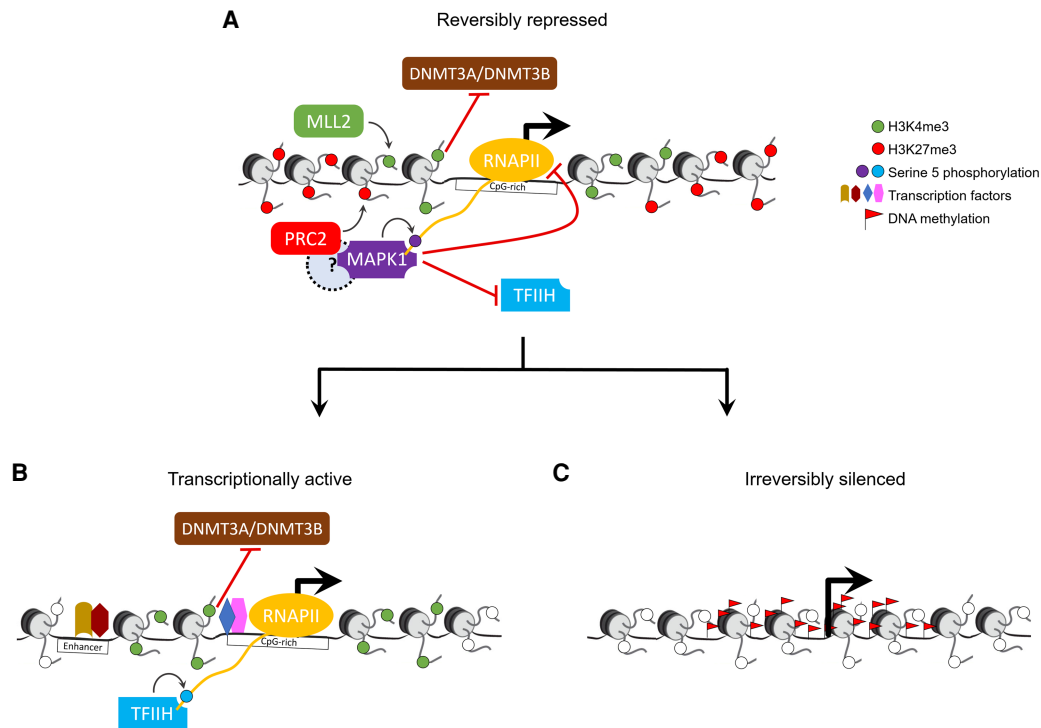 A
Reversibly repressed
DNMT3A/DNMT3B
MLL2
RNAPII
CpG-rich
PRC2
?
MAPK1
TFIIH
H3K4me3
H3K27me3
Serine 5 phosphorylation
Transcription factors
DNA methylation
B
Transcriptionally active
DNMT3A/DNMT3B
RNAPII
Enhancer
CpG-rich
TFIIH
C
Irreversibly silenced